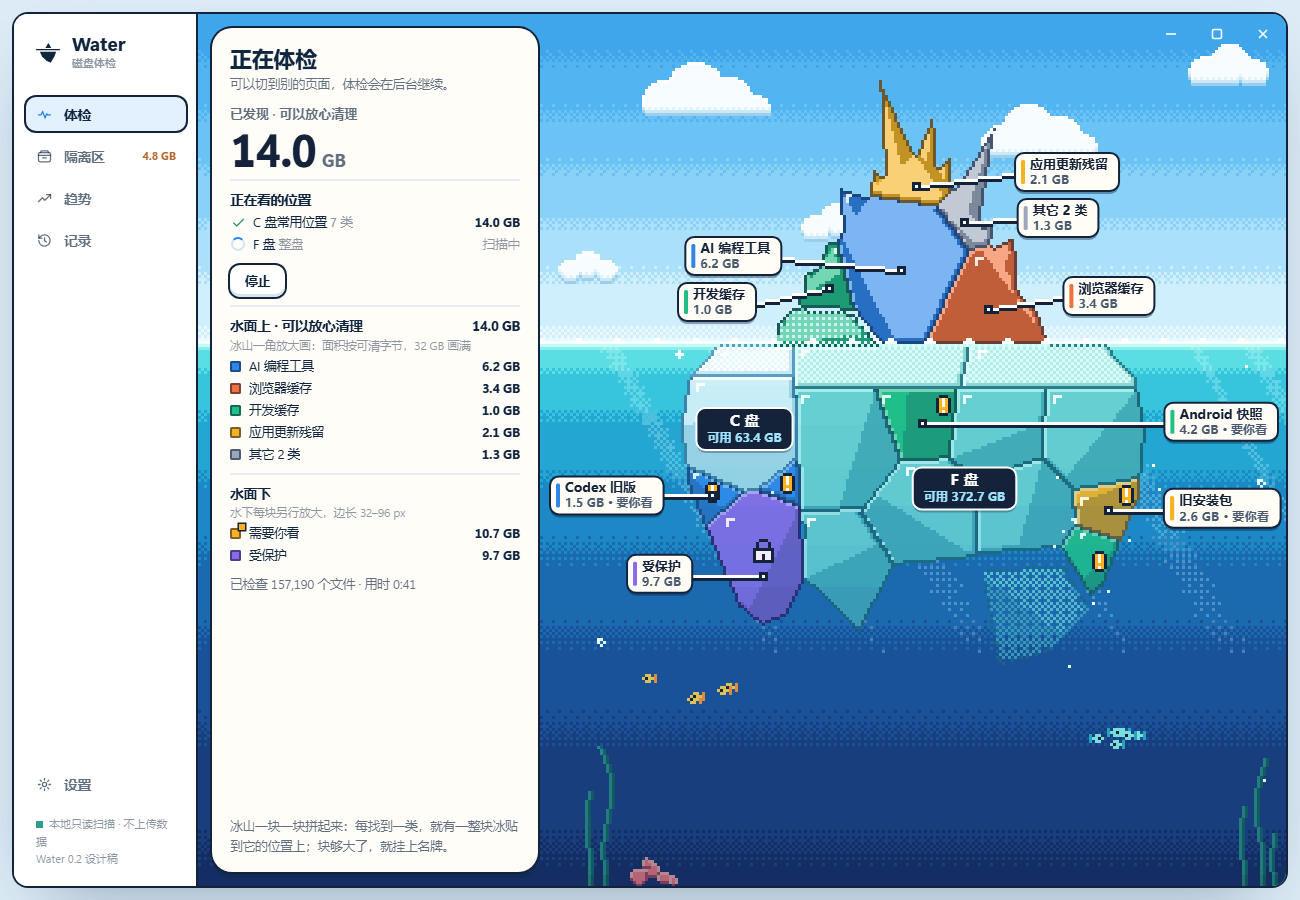 Water
磁盘体检
体检
隔离区 4.8 GB
趋势
记录
设置
本地只读扫描 · 不上传数
据
Water 0.2 设计稿
正在体检
可以切到别的页面，体检会在后台继续。
已发现 · 可以放心清理
14.0 GB
正在看的位置
C 盘常用位置 7 类 14.0 GB
F 盘 整盘 扫描中
停止
水面上 · 可以放心清理 14.0 GB
冰山一角放大画：面积按可清字节，32 GB 画满
AI 编程工具 6.2 GB
浏览器缓存 3.4 GB
开发缓存 1.0 GB
应用更新残留 2.1 GB
其它 2 类 1.3 GB
水面下
水下每块另行放大，边长 32–96 px
需要你看 10.7 GB
受保护 9.7 GB
已检查 157,190 个文件 · 用时 0:41
冰山一块一块拼起来：每找到一类，就有一整块冰贴
到它的位置上；块够大了，就挂上名牌。
应用更新残留
2.1 GB
其它 2 类
1.3 GB
AI 编程工具
6.2 GB
开发缓存
1.0 GB
浏览器缓存
3.4 GB
C 盘
可用 63.4 GB
Android 快照
4.2 GB • 要你看
F 盘
可用 372.7 GB
Codex 旧版
1.5 GB • 要你看
旧安装包
2.6 GB • 要你看
受保护
9.7 GB